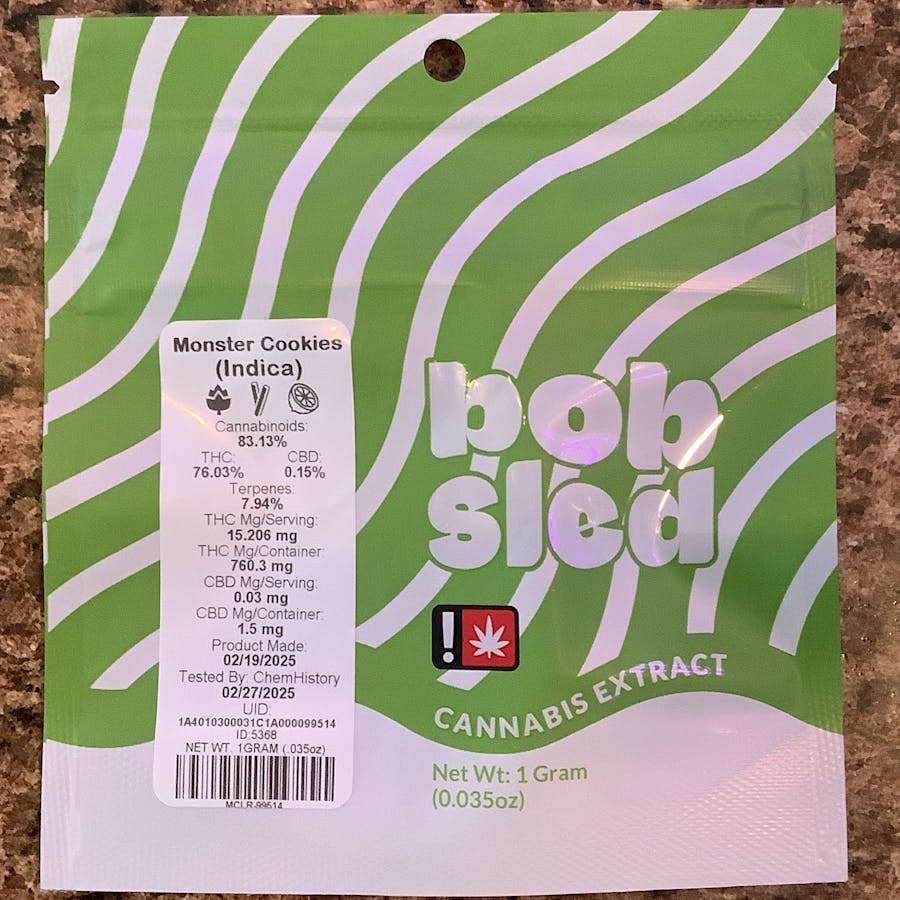 Monster Cookies
(Indica)
Cannabinoids:
83.13%
THC: CBD:
76.03% 0.15%
Terpenes:
7.94%
THC Mg/Serving:
15.206 mg
THC Mg/Container:
760.3 mg
CBD Mg/Serving:
0.03 mg
CBD Mg/Container:
1.5 mg
Product Made:
02/19/2025
Tested By: ChemHistory
02/27/2025
UID:
1A4010300031C1A000099514
ID:5368
NET WT. 1GRAM (.035oz)
MCLR-99514
bob
sled
!
CANNABIS EXTRACT
Net Wt: 1 Gram
(0.035oz)